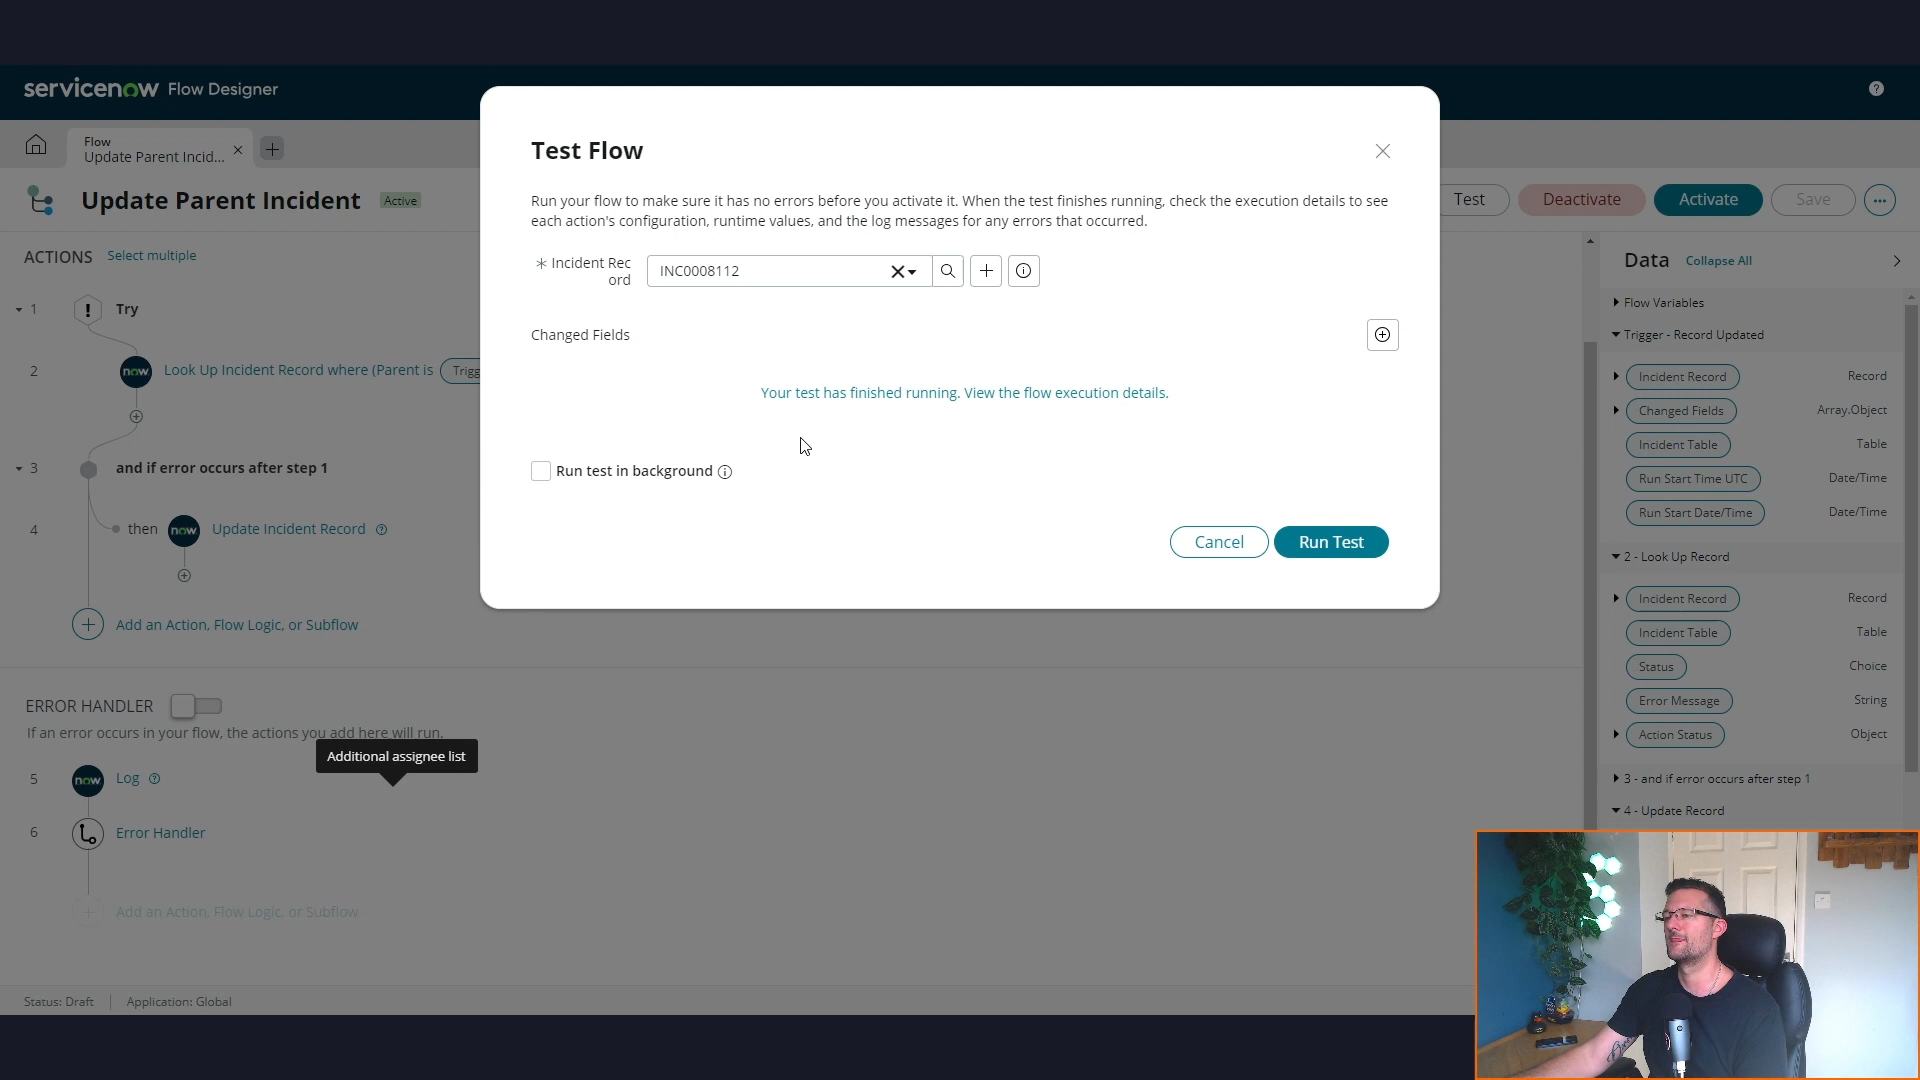 servicenow Flow Designer
Flow
Update Parent Incid...
Update Parent Incident
Active
Test
Deactivate
Activate
Save
ACTIONS
Select multiple
1
Try
2
now
Look Up Incident Record where (Parent is
Trigg
3
and if error occurs after step 1
4
then
now
Update Incident Record
Add an Action, Flow Logic, or Subflow
ERROR HANDLER
If an error occurs in your flow, the actions you add here will run.
Additional assignee list
5
now
Log
6
Error Handler
Add an Action, Flow Logic, or Subflow
Status: Draft
Application: Global
Test Flow
Run your flow to make sure it has no errors before you activate it. When the test finishes running, check the execution details to see
each action's configuration, runtime values, and the log messages for any errors that occurred.
Incident Rec
ord
INC0008112
Changed Fields
Your test has finished running. View the flow execution details.
Run test in background
Cancel
Run Test
Data
Collapse All
Flow Variables
Trigger - Record Updated
Incident Record
Record
Changed Fields
Array.Object
Incident Table
Table
Run Start Time UTC
Date/Time
Run Start Date/Time
Date/Time
2 - Look Up Record
Incident Record
Record
Incident Table
Table
Status
Choice
Error Message
String
Action Status
Object
3 - and if error occurs after step 1
4 - Update Record